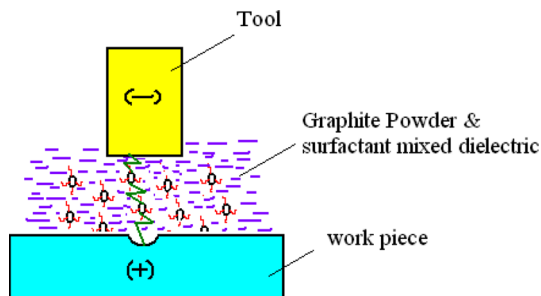 Tool
(-)
Graphite Powder &
surfactant mixed dielectric
work piece
(+)